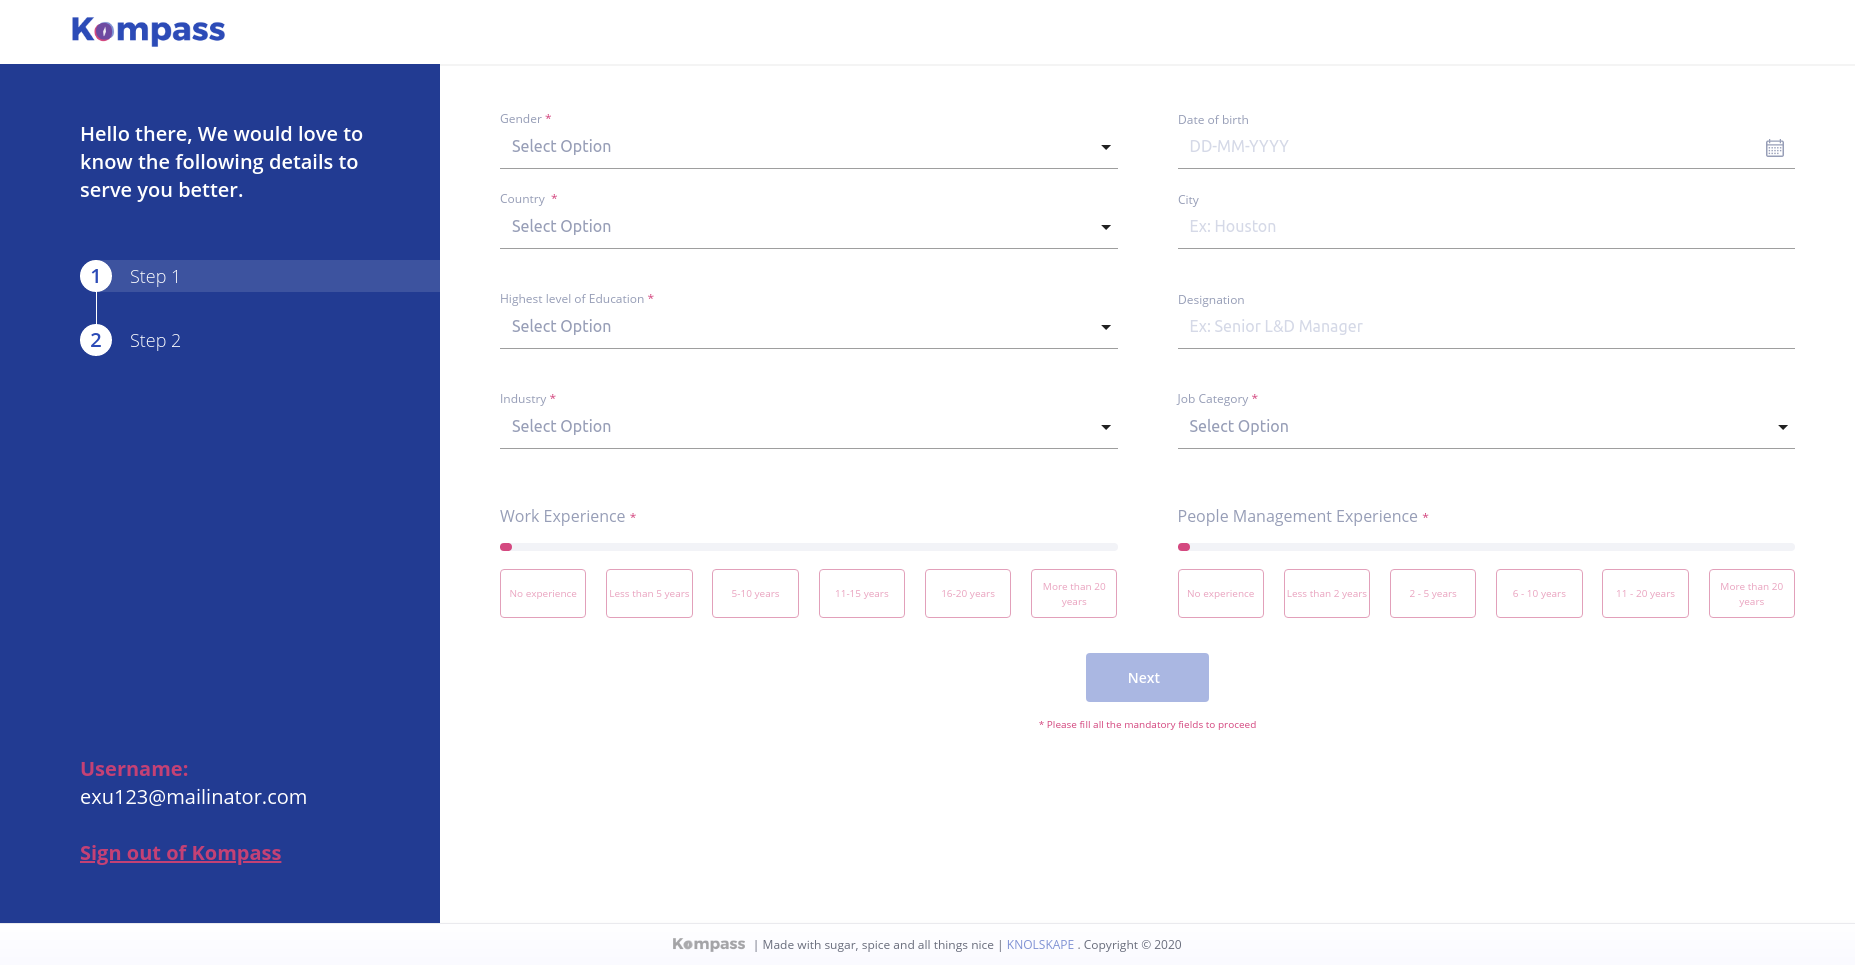 Kompass
Hello there, We would love to
know the following details to
serve you better.
1 Step 1
2 Step 2
Username:
exu123@mailinator.com
Sign out of Kompass
Gender *
Select Option
Date of birth
DD-MM-YYYY
Country *
Select Option
City
Ex: Houston
Highest level of Education *
Select Option
Designation
Ex: Senior L&D Manager
Industry *
Select Option
Job Category *
Select Option
Work Experience *
No experience
Less than 5 years
5-10 years
11-15 years
16-20 years
More than 20
years
People Management Experience *
No experience
Less than 2 years
2 - 5 years
6 - 10 years
11 - 20 years
More than 20
years
Next
* Please fill all the mandatory fields to proceed
Kompass | Made with sugar, spice and all things nice | KNOLSKAPE . Copyright © 2020